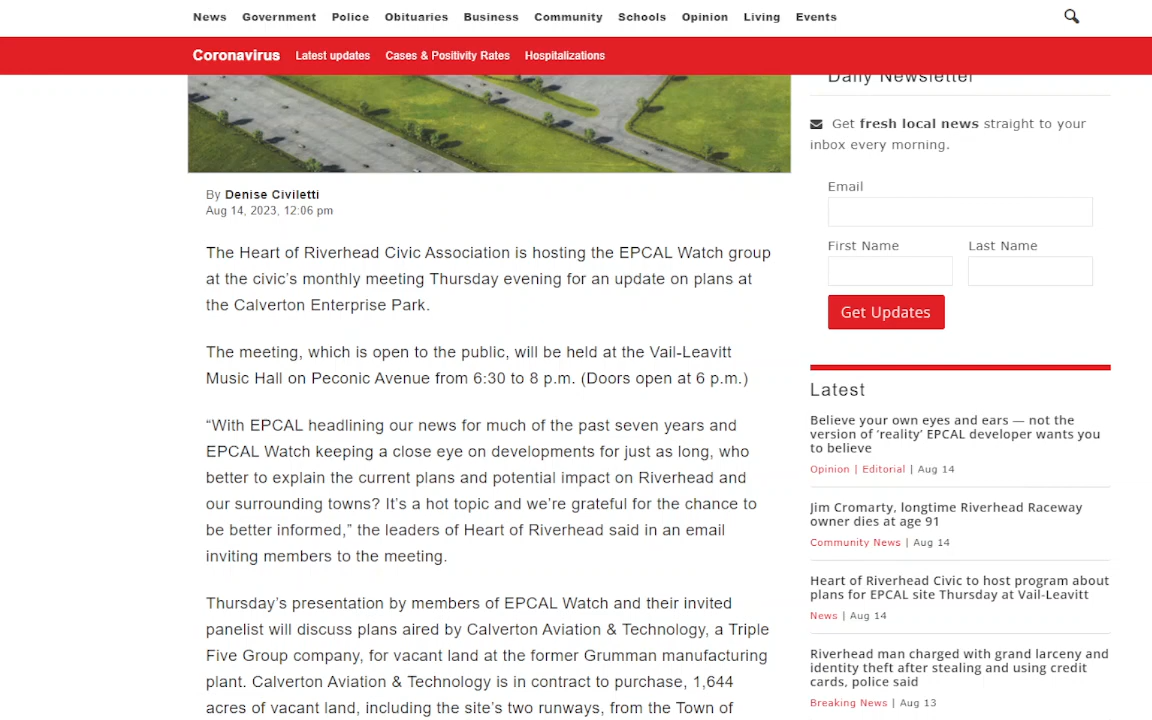 News Government Police Obituaries Business Community Schools Opinion Living Events
Coronavirus Latest updates Cases & Positivity Rates Hospitalizations
By Denise Civiletti
Aug 14, 2023, 12:06 pm
The Heart of Riverhead Civic Association is hosting the EPCAL Watch group
at the civic’s monthly meeting Thursday evening for an update on plans at
the Calverton Enterprise Park.
The meeting, which is open to the public, will be held at the Vail-Leavitt
Music Hall on Peconic Avenue from 6:30 to 8 p.m. (Doors open at 6 p.m.)
“With EPCAL headlining our news for much of the past seven years and
EPCAL Watch keeping a close eye on developments for just as long, who
better to explain the current plans and potential impact on Riverhead and
our surrounding towns? It’s a hot topic and we’re grateful for the chance to
be better informed,” the leaders of Heart of Riverhead said in an email
inviting members to the meeting.
Thursday’s presentation by members of EPCAL Watch and their invited
panelist will discuss plans aired by Calverton Aviation & Technology, a Triple
Five Group company, for vacant land at the former Grumman manufacturing
plant. Calverton Aviation & Technology is in contract to purchase, 1,644
acres of vacant land, including the site’s two runways, from the Town of
Daily Newsletter
Get fresh local news straight to your
inbox every morning.
Email
First Name Last Name
Get Updates
Latest
Believe your own eyes and ears — not the
version of ‘reality’ EPCAL developer wants you
to believe
Opinion | Editorial | Aug 14
Jim Cromarty, longtime Riverhead Raceway
owner dies at age 91
Community News | Aug 14
Heart of Riverhead Civic to host program about
plans for EPCAL site Thursday at Vail-Leavitt
News | Aug 14
Riverhead man charged with grand larceny and
identity theft after stealing and using credit
cards, police said
Breaking News | Aug 13